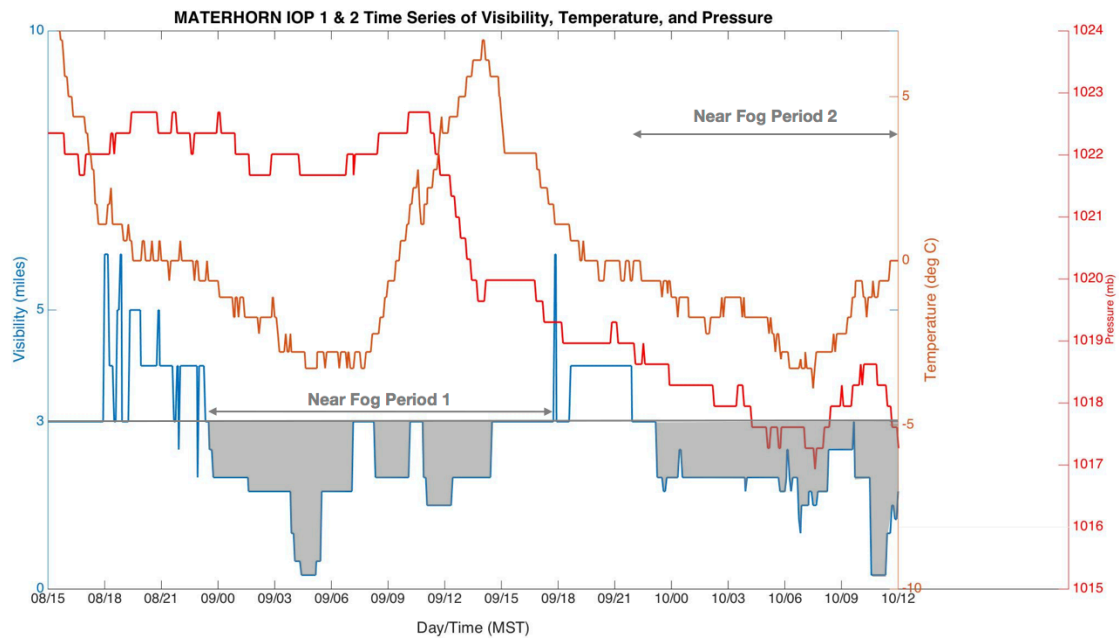 MATERHORN IOP 1 & 2 Time Series of Visibility, Temperature, and Pressure
10
5
3
0
Visibility (miles)
Near Fog Period 1
Near Fog Period 2
5
0
-5
-10
Temperature (deg C)
1024
1023
1022
1021
1020
1019
1018
1017
1016
1015
Pressure (mb)
08/15 08/18 08/21 09/00 09/03 09/06 09/09 09/12 09/15 09/18 09/21 10/00 10/03 10/06 10/09 10/12
Day/Time (MST)